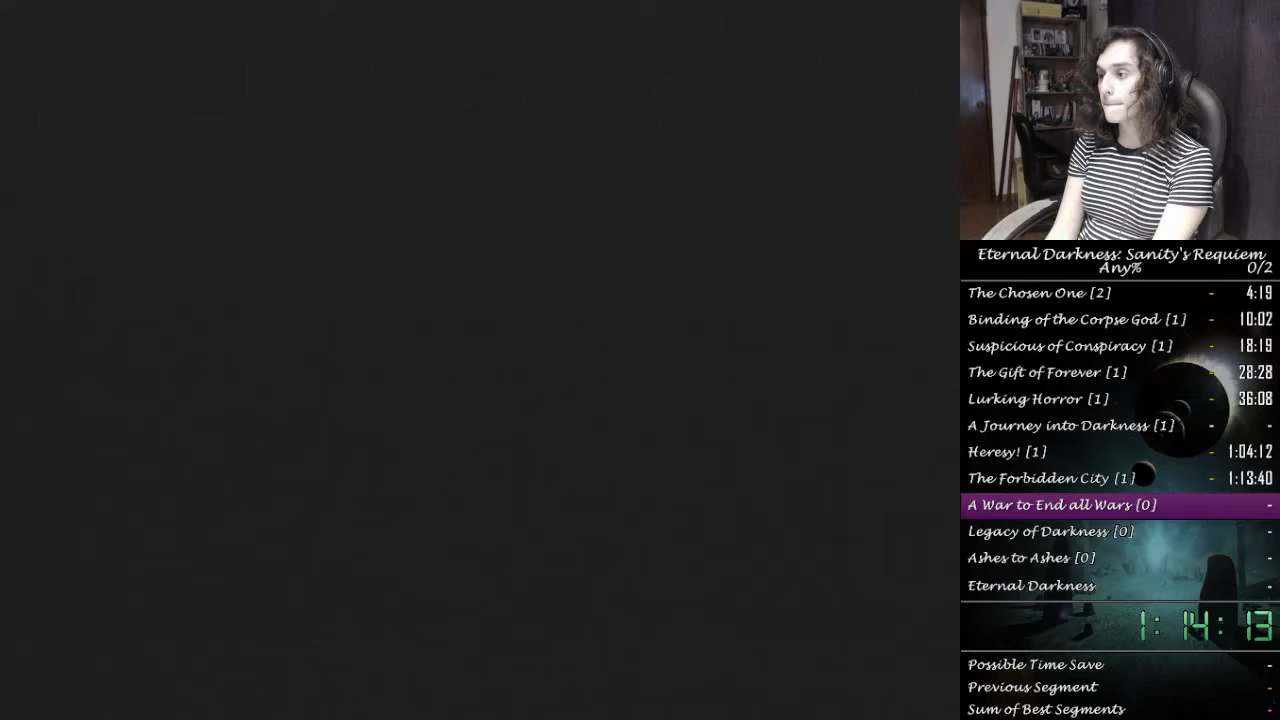 Eternal Darkness: Sanity's Requiem
Any% 0/2
The Chosen One [2] - 4:19
Binding of the Corpse God [1] - 10:02
Suspicious of Conspiracy [1] - 18:19
The Gift of Forever [1] - 28:28
Lurking Horror [1] - 36:08
A Journey into Darkness [1] - -
Heresy! [1] - 1:04:12
The Forbidden City [1] - 1:13:40
A War to End all Wars [0] -
Legacy of Darkness [0] -
Ashes to Ashes [0] -
Eternal Darkness -
1:14:13
Possible Time Save -
Previous Segment -
Sum of Best Segments -